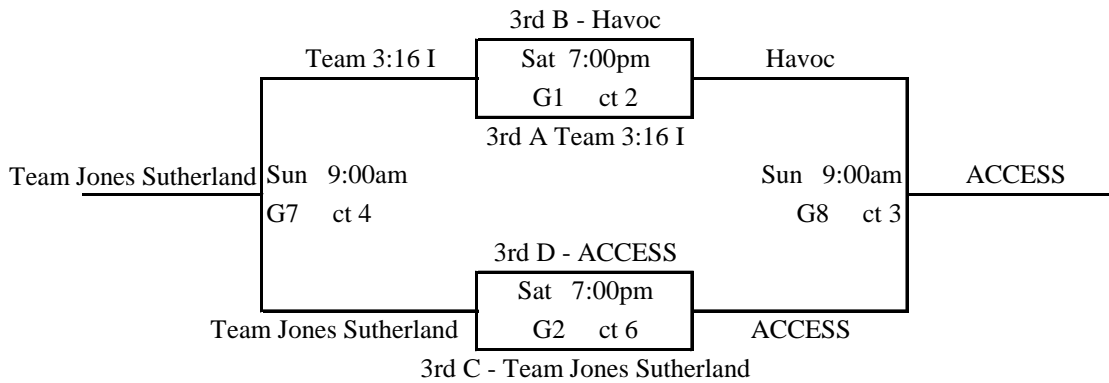 3rd B - Havoc
Team 3:16 I Sat 7:00pm Havoc
G1 ct 2
3rd A Team 3:16 I
Team Jones Sutherland Sun 9:00am Sun 9:00am ACCESS
G7 ct 4 G8 ct 3
3rd D - ACCESS
Sat 7:00pm
Team Jones Sutherland G2 ct 6 ACCESS
3rd C - Team Jones Sutherland